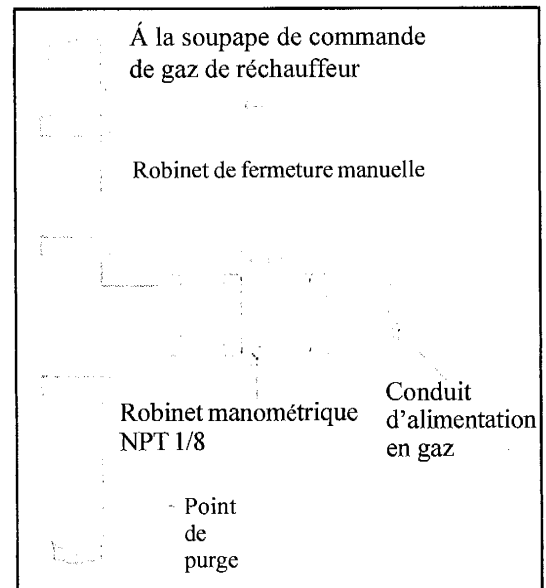 Á la soupape de commande
de gaz de réchauffeur
Robinet de fermeture manuelle
Robinet manométrique
NPT 1/8
Conduit
d'alimentation
en gaz
Point
de
purge